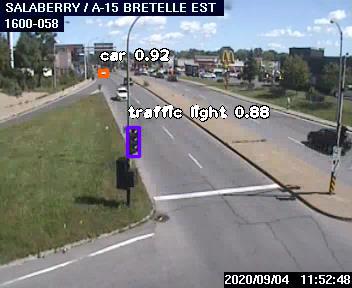 SALABERRY / A-15 BRETELLE EST
1600-058
car 0.92
traffic light 0.88
2020/09/04 11:52:48